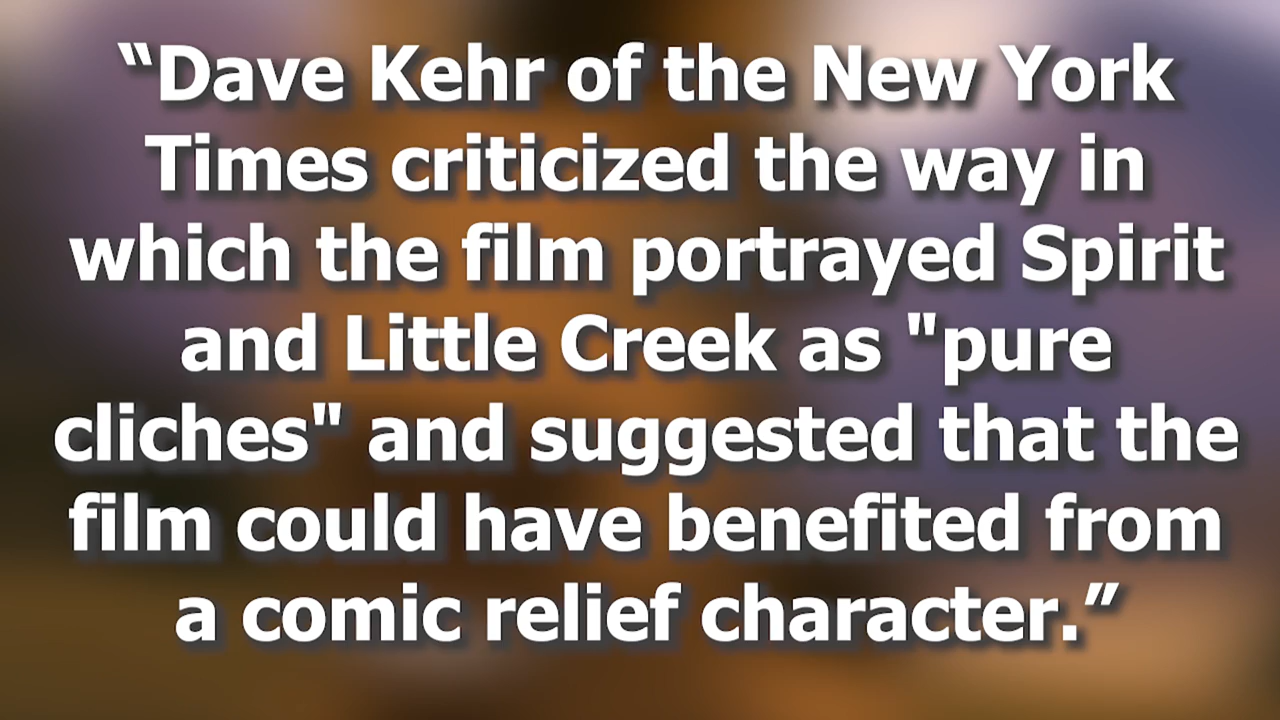 “Dave Kehr of the New York
Times criticized the way in
which the film portrayed Spirit
and Little Creek as "pure
cliches" and suggested that the
film could have benefited from
a comic relief character.”